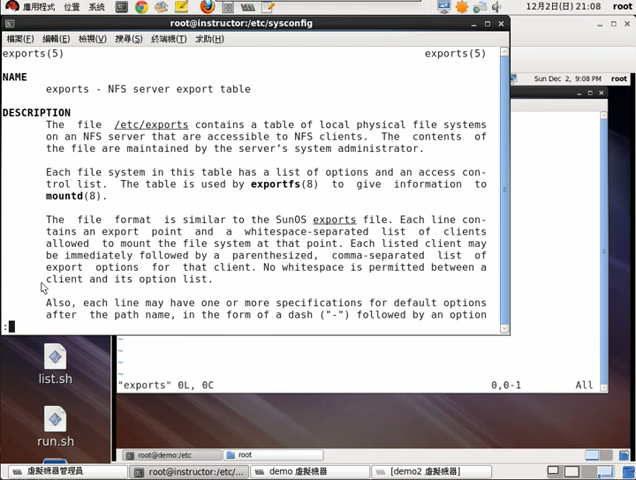 應用程式 位置 系統
12月2日(日) 21:08
root
root@instructor:/etc/sysconfig
檔案(F) 編輯(E) 檢視(V) 搜尋(S) 終端機(T) 求助(H)
exports(5) exports(5)
NAME
exports - NFS server export table
DESCRIPTION
The file /etc/exports contains a table of local physical file systems
on an NFS server that are accessible to NFS clients. The contents of
the file are maintained by the server's system administrator.
Each file system in this table has a list of options and an access con-
trol list. The table is used by exportfs(8) to give information to
mountd(8).
The file format is similar to the SunOS exports file. Each line con-
tains an export point and a whitespace-separated list of clients
allowed to mount the file system at that point. Each listed client may
be immediately followed by a parenthesized, comma-separated list of
export options for that client. No whitespace is permitted between a
client and its option list.
Also, each line may have one or more specifications for default options
after the path name, in the form of a dash ("-") followed by an option
:
Sun Dec 2, 9:08 PM root
~
~
~
"exports" 0L, 0C 0,0-1 All
list.sh
run.sh
root@demo:/etc root
虛擬機器管理員 root@instructor:/etc/... demo 虛擬機器 [demo2 虛擬機器]